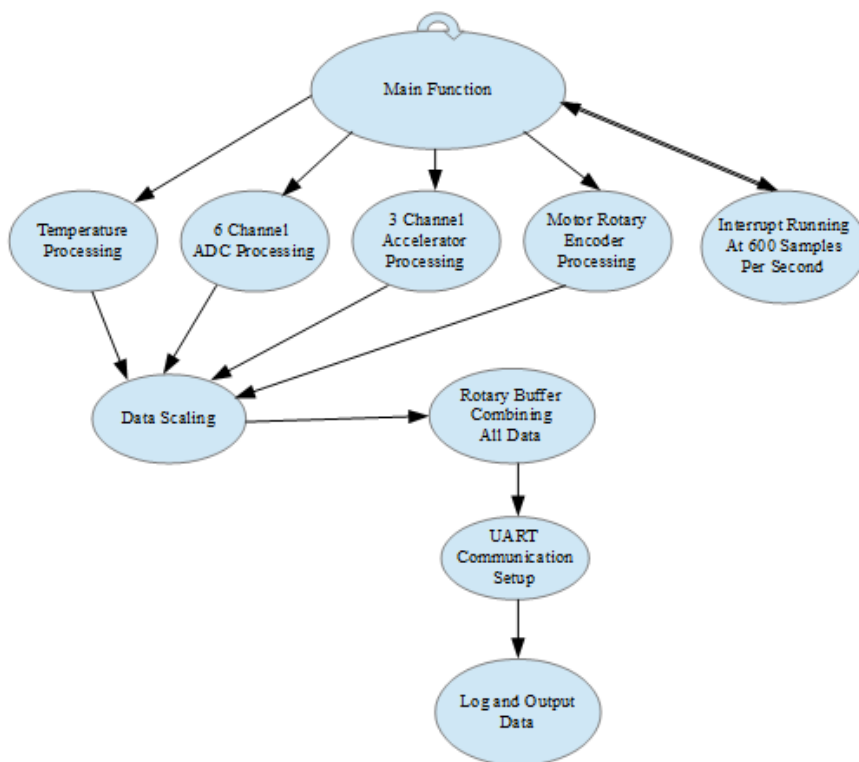 Main Function
Temperature
Processing
6 Channel
ADC Processing
3 Channel
Accelerator
Processing
Motor Rotary
Encoder
Processing
Interrupt Running
At 600 Samples
Per Second
Data Scaling
Rotary Buffer
Combining
All Data
UART
Communication
Setup
Log and Output
Data